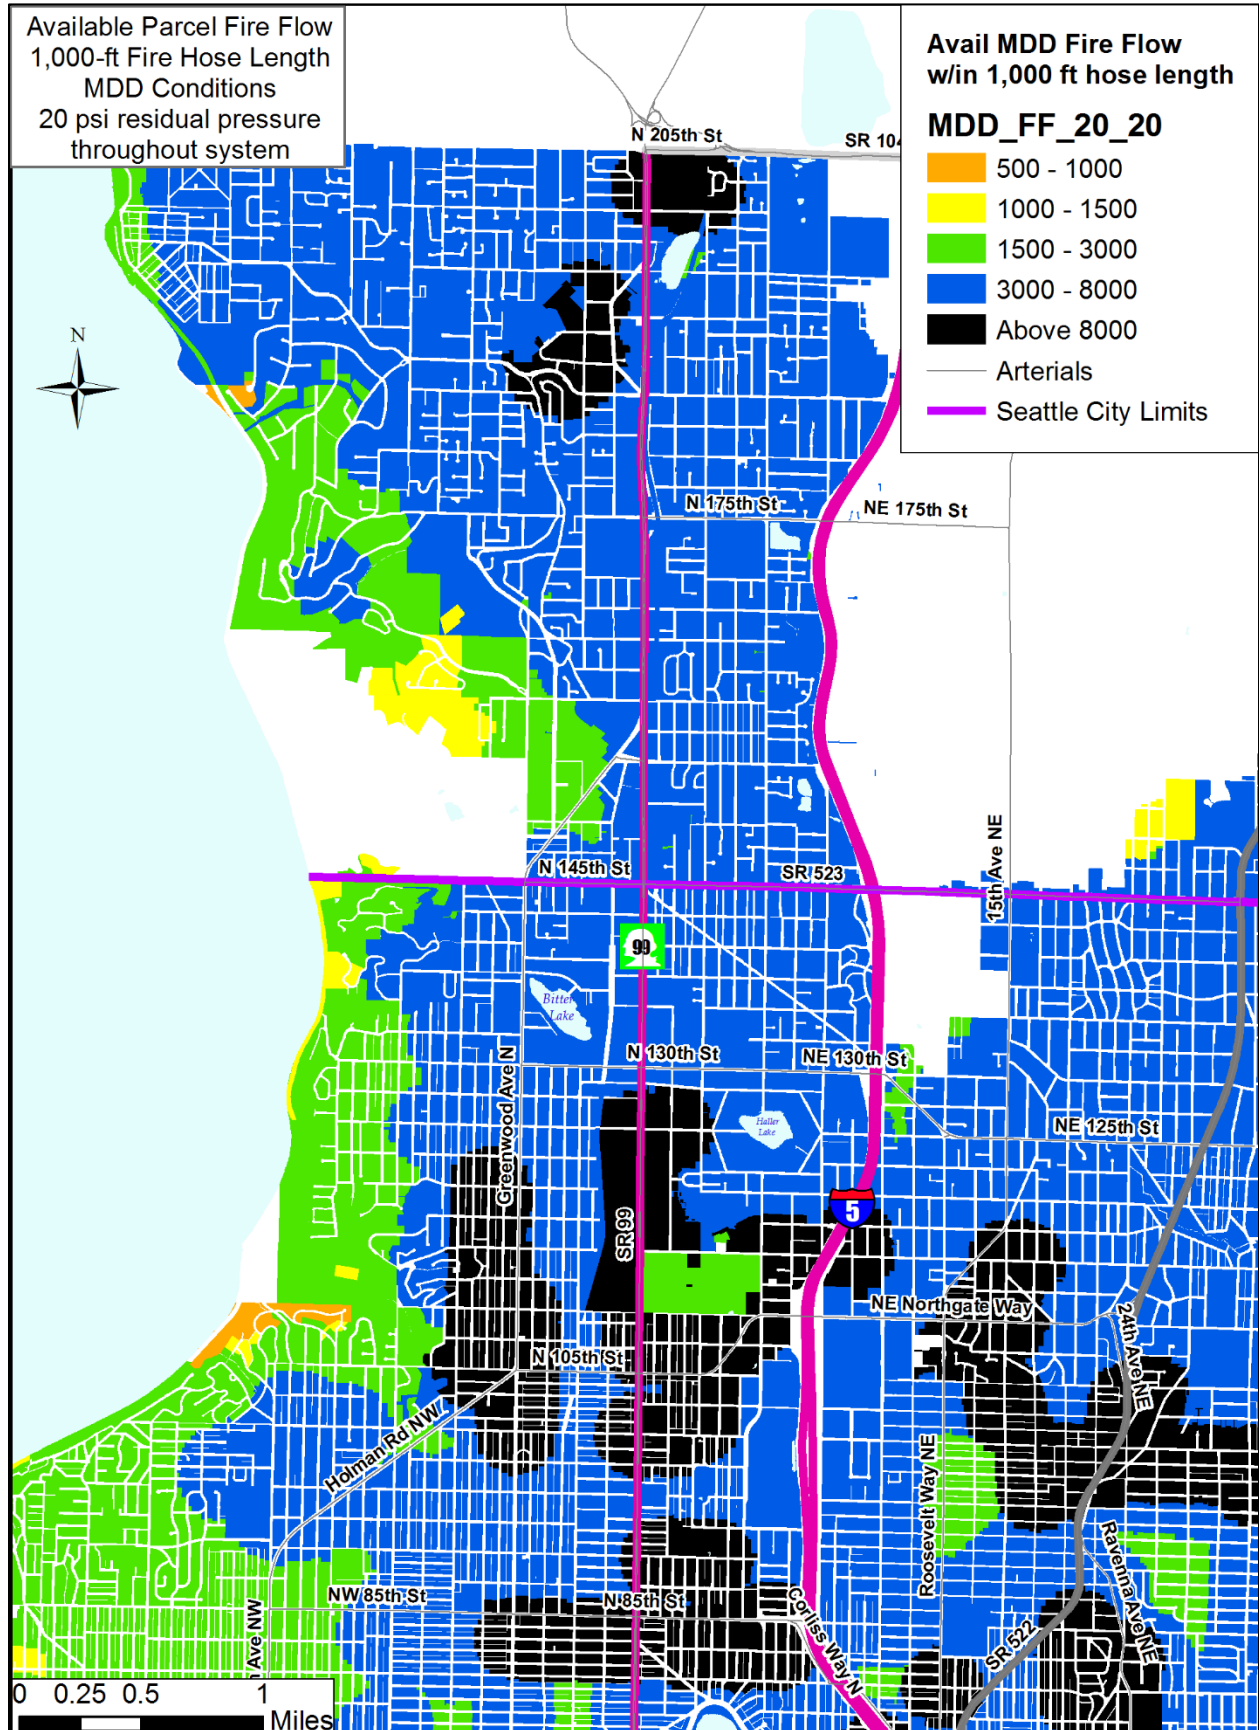 Available Parcel Fire Flow
1,000-ft Fire Hose Length
MDD Conditions
20 psi residual pressure
throughout system
Avail MDD Fire Flow
w/in 1,000 ft hose length
MDD_FF_20_20
500 - 1000
1000 - 1500
1500 - 3000
3000 - 8000
Above 8000
Arterials
Seattle City Limits
N 205th St
SR 104
N
N 175th St
NE 175th St
15th Ave NE
N 145th St
SR 523
99
Bitter
Lake
N 130th St
NE 130th St
Greenwood Ave N
Haller
Lake
NE 125th St
5
SR 99
NE Northgate Way
24th Ave NE
N 105th St
Holman Rd NW
Roosevelt Way NE
Ravenna Ave NE
NW 85th St
N 85th St
Corliss Way N
SR 522
Ave NW
0 0.25 0.5 1
Miles